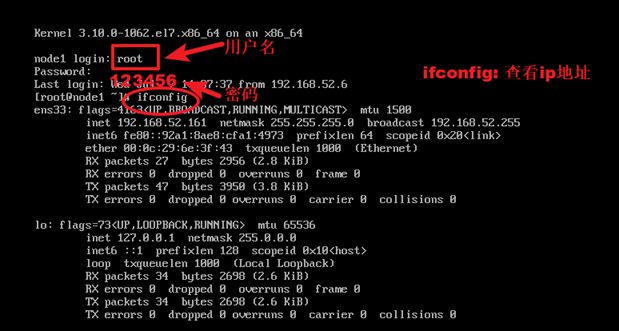 Kernel 3.10.0-1062.el7.x86_64 on an x86_64
node1 login: root
用户名
Password:
123456
ifconfig: 查看ip地址
Last login: Wed 14:07:37 from 192.168.52.6
[root@node1 ~]# ifconfig
密码
ens33: flags=4163<UP,BROADCAST,RUNNING,MULTICAST>  mtu 1500
inet 192.168.52.161  netmask 255.255.255.0  broadcast 192.168.52.255
inet6 fe80::92a1:8ae8:cfa1:4973  prefixlen 64  scopeid 0x20<link>
ether 00:0c:29:6e:3f:43  txqueuelen 1000  (Ethernet)
RX packets 27  bytes 2956 (2.8 KiB)
RX errors 0  dropped 0  overruns 0  frame 0
TX packets 47  bytes 3950 (3.8 KiB)
TX errors 0  dropped 0 overruns 0  carrier 0  collisions 0
lo: flags=73<UP,LOOPBACK,RUNNING>  mtu 65536
inet 127.0.0.1  netmask 255.0.0.0
inet6 ::1  prefixlen 128  scopeid 0x10<host>
loop  txqueuelen 1000  (Local Loopback)
RX packets 34  bytes 2698 (2.6 KiB)
RX errors 0  dropped 0  overruns 0  frame 0
TX packets 34  bytes 2698 (2.6 KiB)
TX errors 0  dropped 0 overruns 0  carrier 0  collisions 0